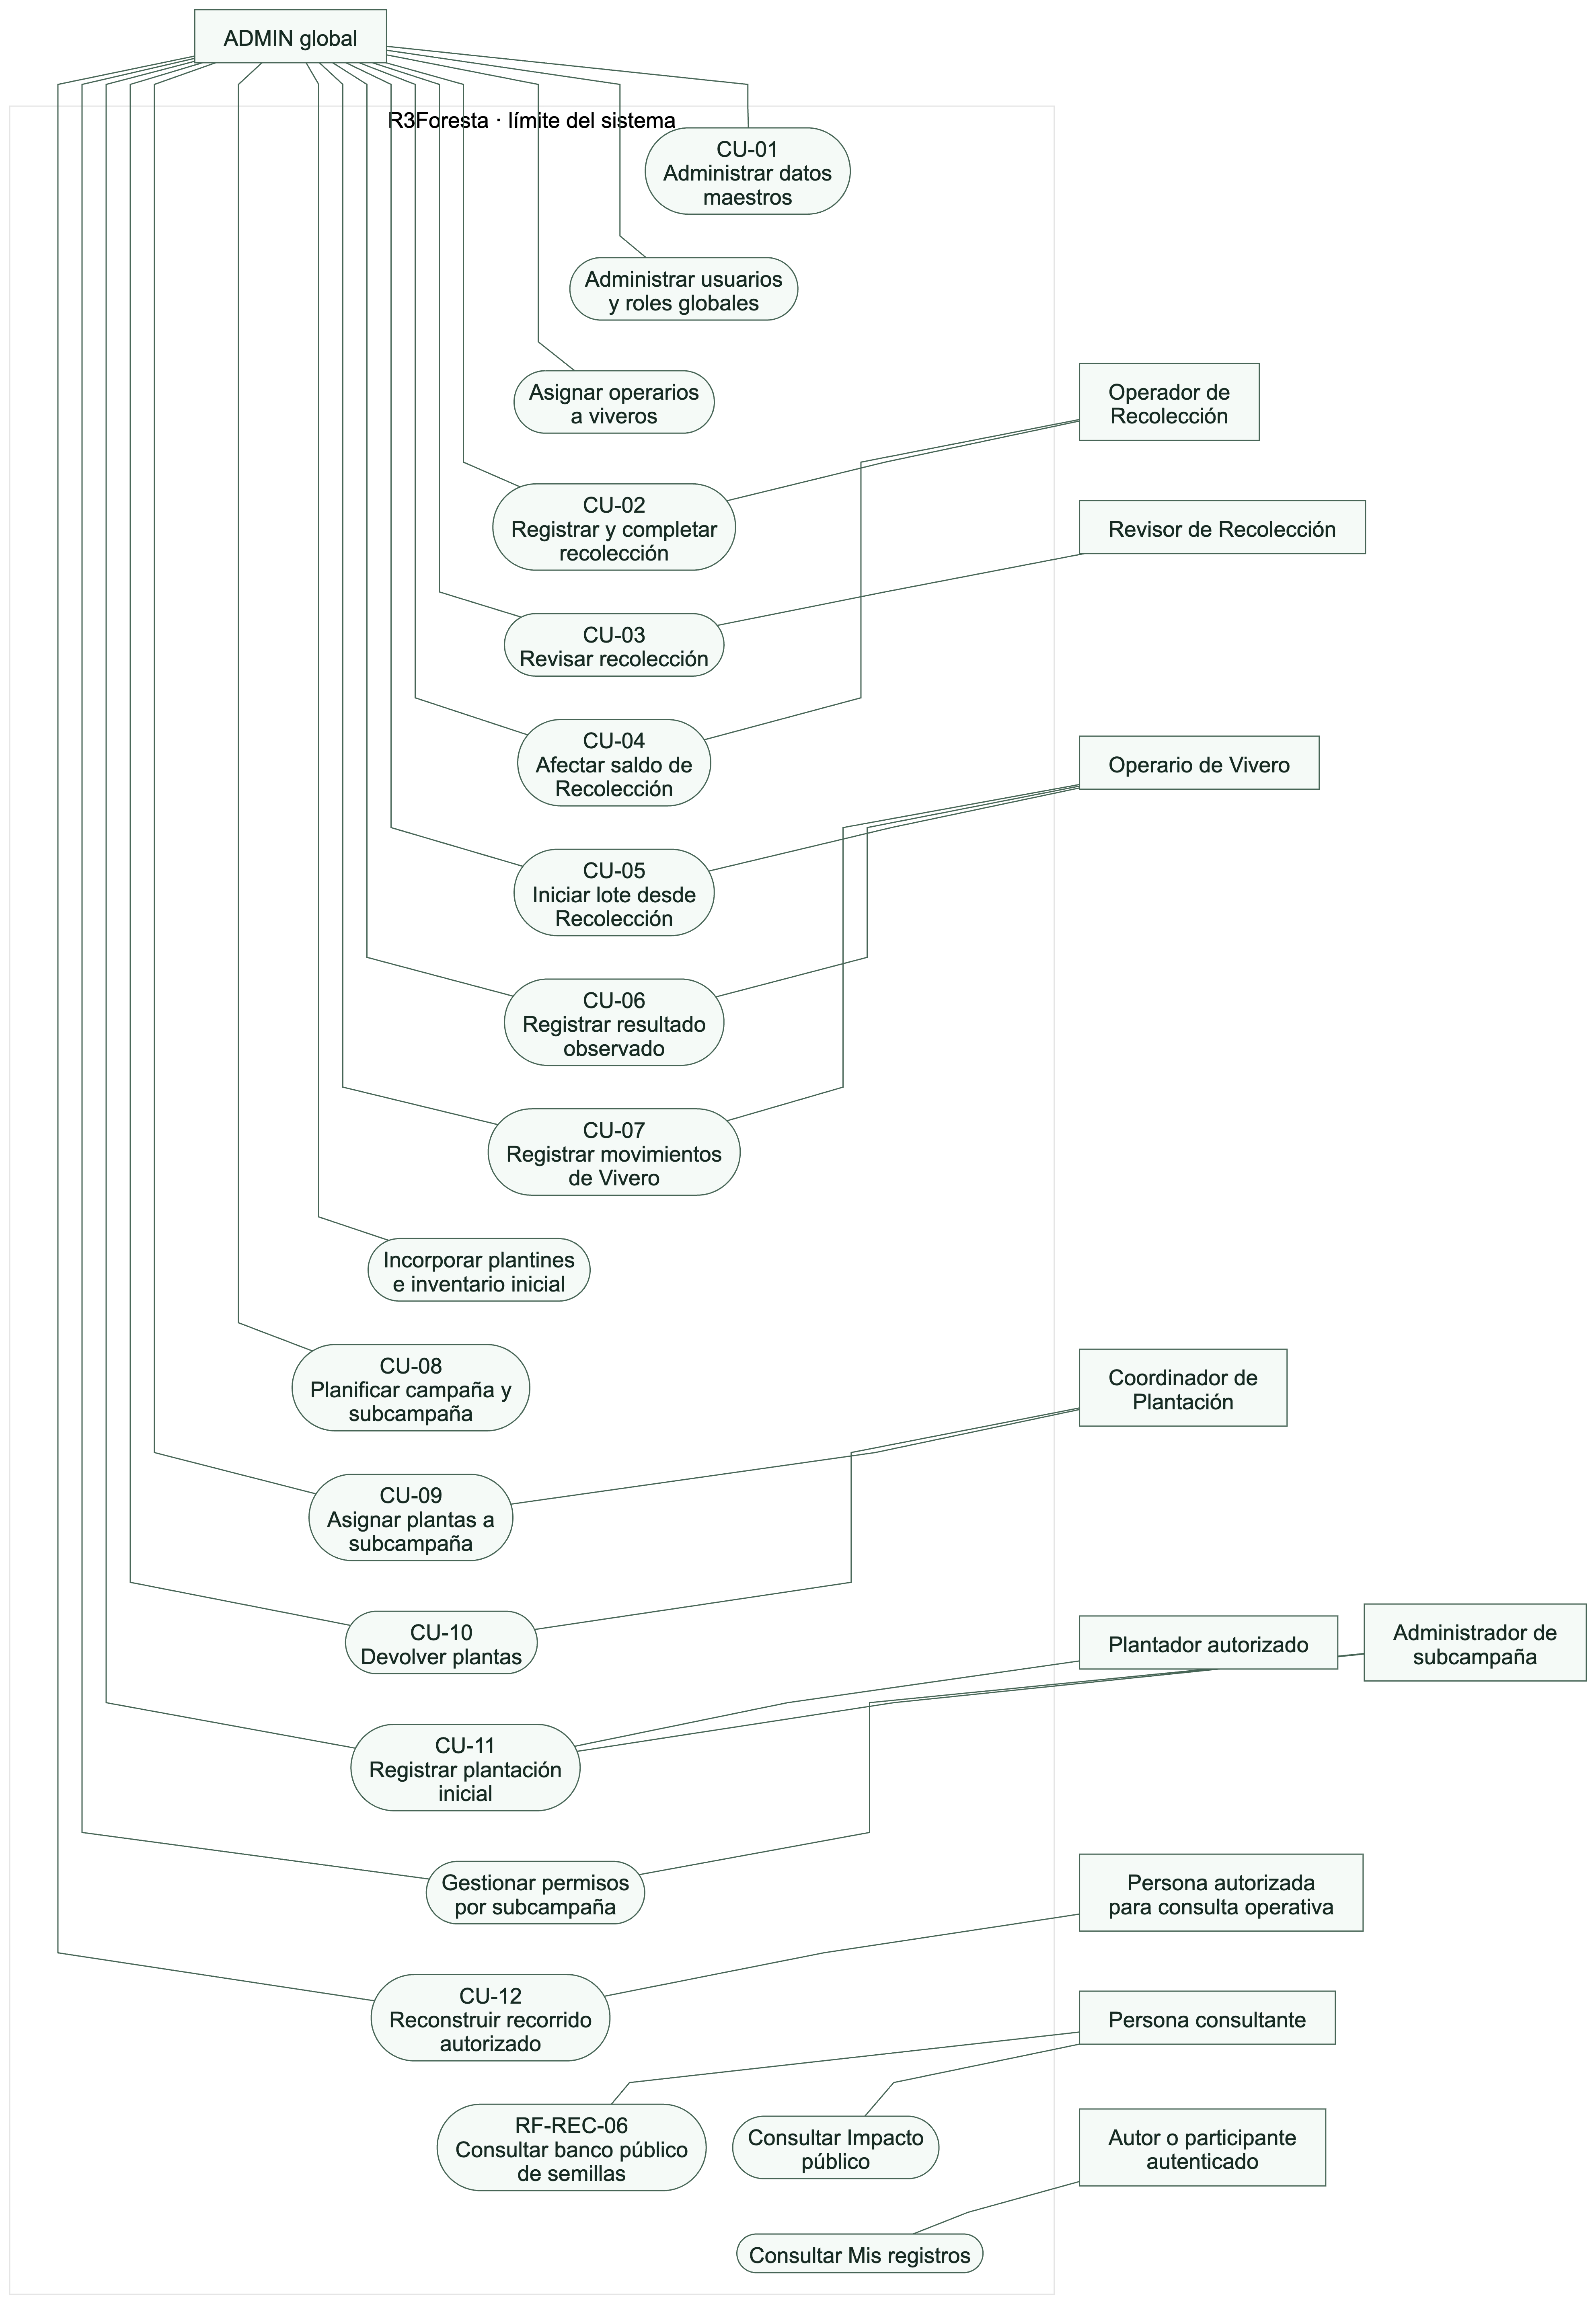 ADMIN global
R3Foresta · límite del sistema
CU-01
Administrar datos
maestros
Administrar usuarios
y roles globales
Asignar operarios
a viveros
Operador de
Recolección
CU-02
Registrar y completar
recolección
Revisor de Recolección
CU-03
Revisar recolección
CU-04
Afectar saldo de
Recolección
Operario de Vivero
CU-05
Iniciar lote desde
Recolección
CU-06
Registrar resultado
observado
CU-07
Registrar movimientos
de Vivero
Incorporar plantines
e inventario inicial
CU-08
Planificar campaña y
subcampaña
Coordinador de
Plantación
CU-09
Asignar plantas a
subcampaña
CU-10
Devolver plantas
Plantador autorizado
Administrador de
subcampaña
CU-11
Registrar plantación
inicial
Gestionar permisos
por subcampaña
Persona autorizada
para consulta operativa
CU-12
Reconstruir recorrido
autorizado
Persona consultante
RF-REC-06
Consultar banco público
de semillas
Consultar Impacto
público
Autor o participante
autenticado
Consultar Mis registros